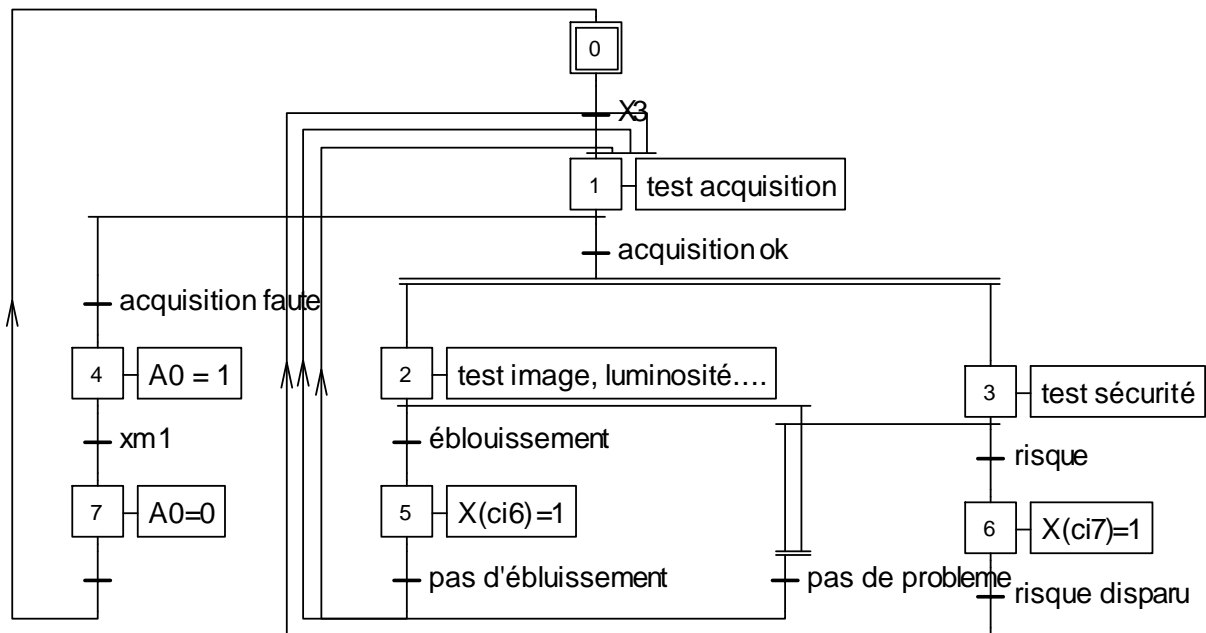 0
X3
1
test acquisition
acquisition ok
acquisition faute
4
A0 = 1
2
test image, luminosité....
3
test sécurité
xm1
éblouissement
risque
7
A0=0
5
X(ci6)=1
6
X(ci7)=1
pas d'ébluissement
pas de probleme
risque disparu